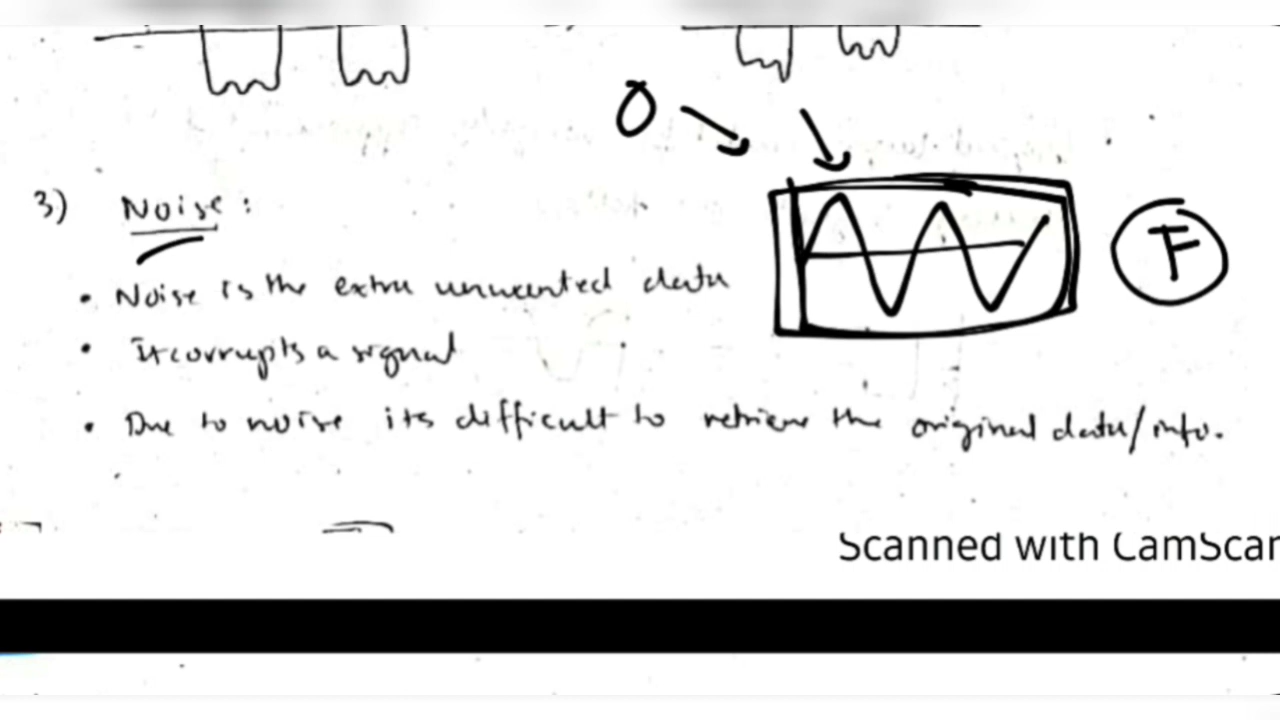 O
3) Noise :
F
• Noise is the extra unwanted data
• It corrupts a signal
• Due to noise its difficult to retrieve the original data/info.
Scanned with CamScan